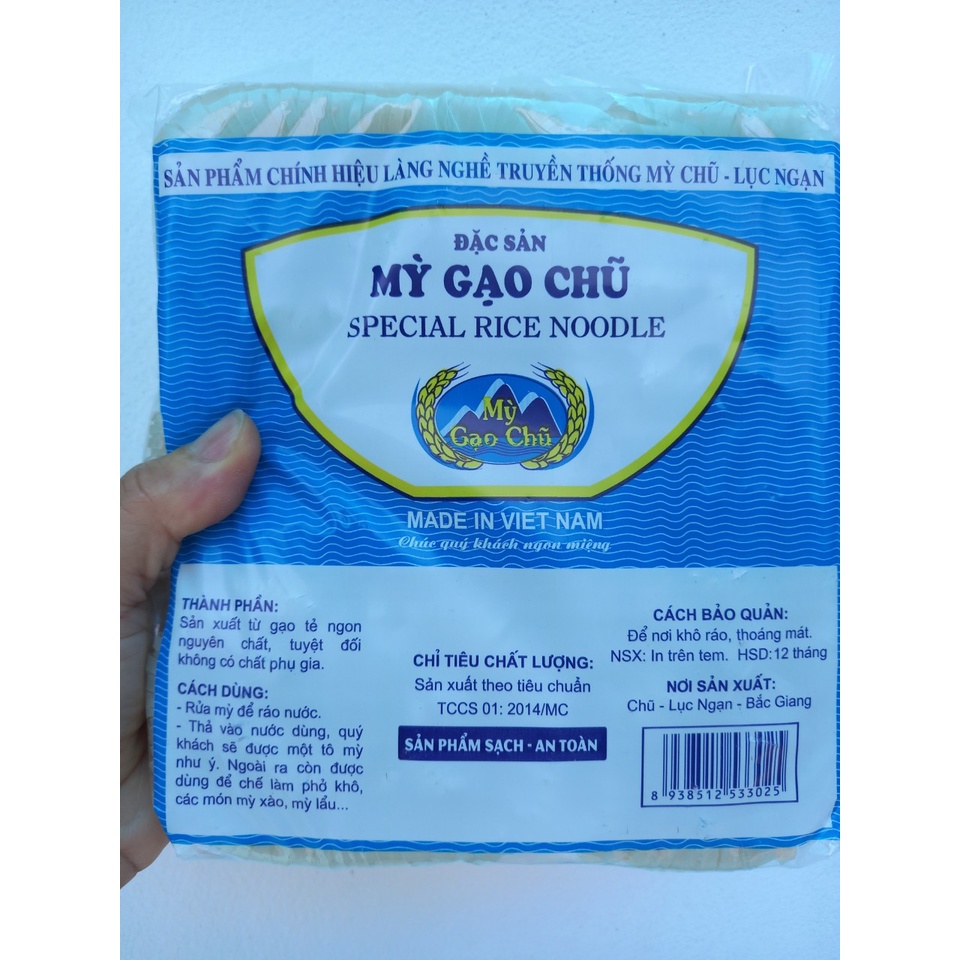 SẢN PHẨM CHÍNH HIỆU LÀNG NGHỀ TRUYỀN THỐNG MỲ CHŨ - LỤC NGẠN
ĐẶC SẢN
MỲ GẠO CHŨ
SPECIAL RICE NOODLE
Mỳ
Gạo Chũ
MADE IN VIET NAM
Chúc quý khách ngon miệng
THÀNH PHẦN:
Sản xuất từ gạo tẻ ngon
nguyên chất, tuyệt đối
không có chất phụ gia.
CÁCH DÙNG:
- Rửa mỳ để ráo nước.
- Thả vào nước dùng, quý
khách sẽ được một tô mỳ
như ý. Ngoài ra còn được
dùng để chế làm phở khô,
các món mỳ xào, mỳ lẩu...
CHỈ TIÊU CHẤT LƯỢNG:
Sản xuất theo tiêu chuẩn
TCCS 01: 2014/MC
SẢN PHẨM SẠCH - AN TOÀN
CÁCH BẢO QUẢN:
Để nơi khô ráo, thoáng mát.
NSX: In trên tem. HSD: 12 tháng
NƠI SẢN XUẤT:
Chũ - Lục Ngạn - Bắc Giang
8 938512 533025